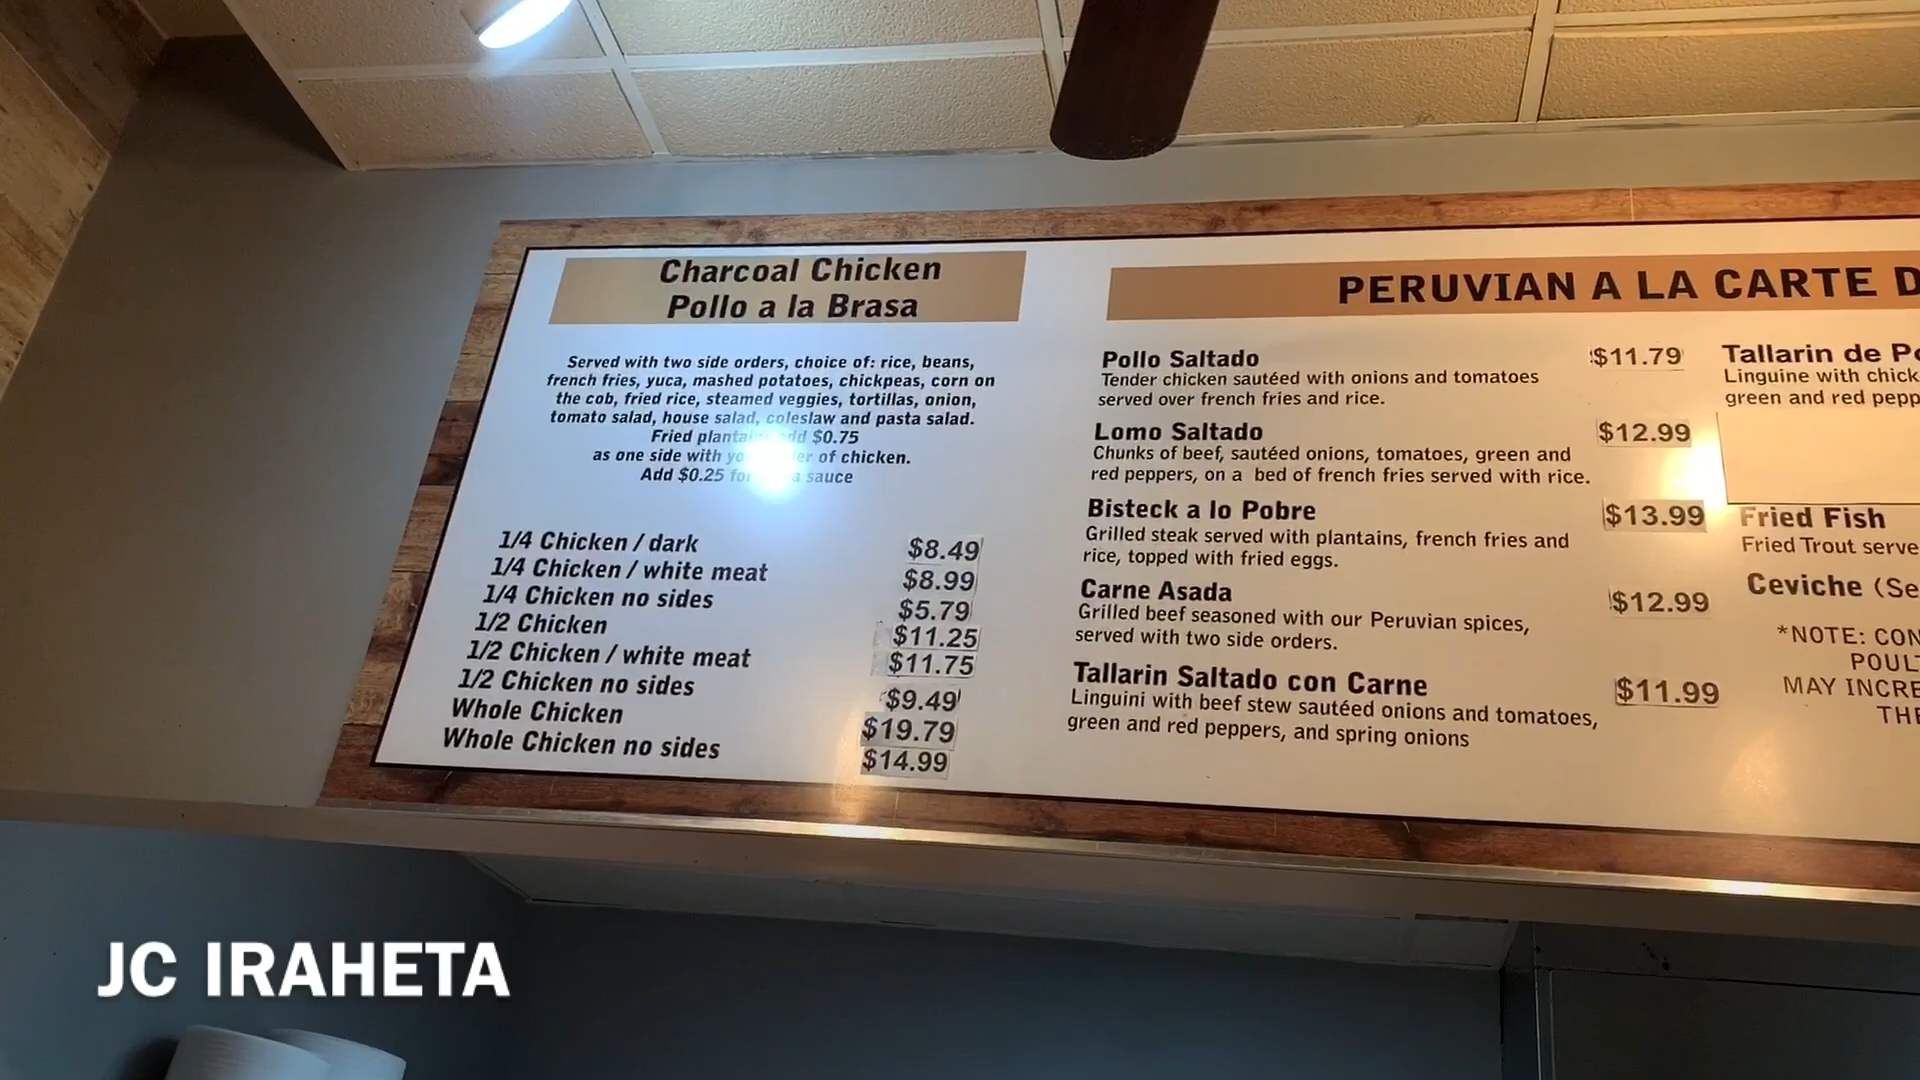 Charcoal Chicken
Pollo a la Brasa
Served with two side orders, choice of: rice, beans,
french fries, yuca, mashed potatoes, chickpeas, corn on
the cob, fried rice, steamed veggies, tortillas, onion,
tomato salad, house salad, coleslaw and pasta salad.
Fried $0.75
as one side with of chicken.
Add $0.25 sauce
1/4 Chicken / dark $8.49
1/4 Chicken / white meat $8.99
1/4 Chicken no sides $5.79
1/2 Chicken $11.25
1/2 Chicken / white meat $11.75
1/2 Chicken no sides $9.49
Whole Chicken $19.79
Whole Chicken no sides $14.99
PERUVIAN A LA CARTE
Pollo Saltado $11.79
Tender chicken sautéed with onions and tomatoes
served over french fries and rice.
Lomo Saltado $12.99
Chunks of beef, sautéed onions, tomatoes, green and
red peppers, on a bed of french fries served with rice.
Bisteck a lo Pobre $13.99
Grilled steak served with plantains, french fries and
rice, topped with fried eggs.
Carne Asada $12.99
Grilled beef seasoned with our Peruvian spices,
served with two side orders.
Tallarin Saltado con Carne $11.99
Linguini with beef stew sautéed onions and tomatoes,
green and red peppers, and spring onions
Tallarin de
Linguine with
green and red
Fried Fish
Fried Trout
Ceviche
*NOTE:
MAY
JC IRAHETA